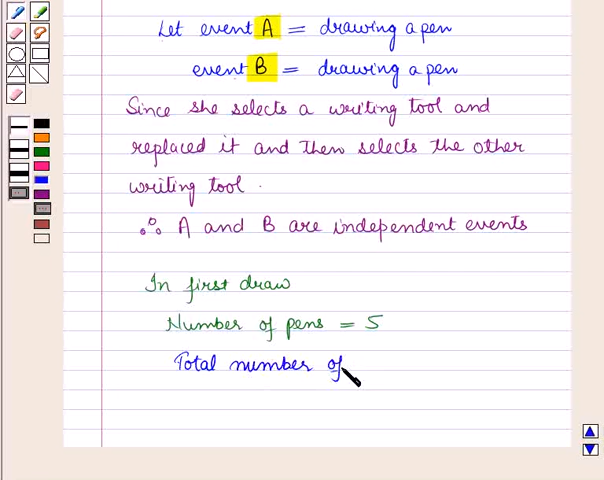 Let event A = drawing a pen
event B = drawing a pen
Since she selects a writing tool and
replaced it and then selects the other
writing tool.
∴ A and B are independent events
In first draw
Number of pens = 5
Total number of